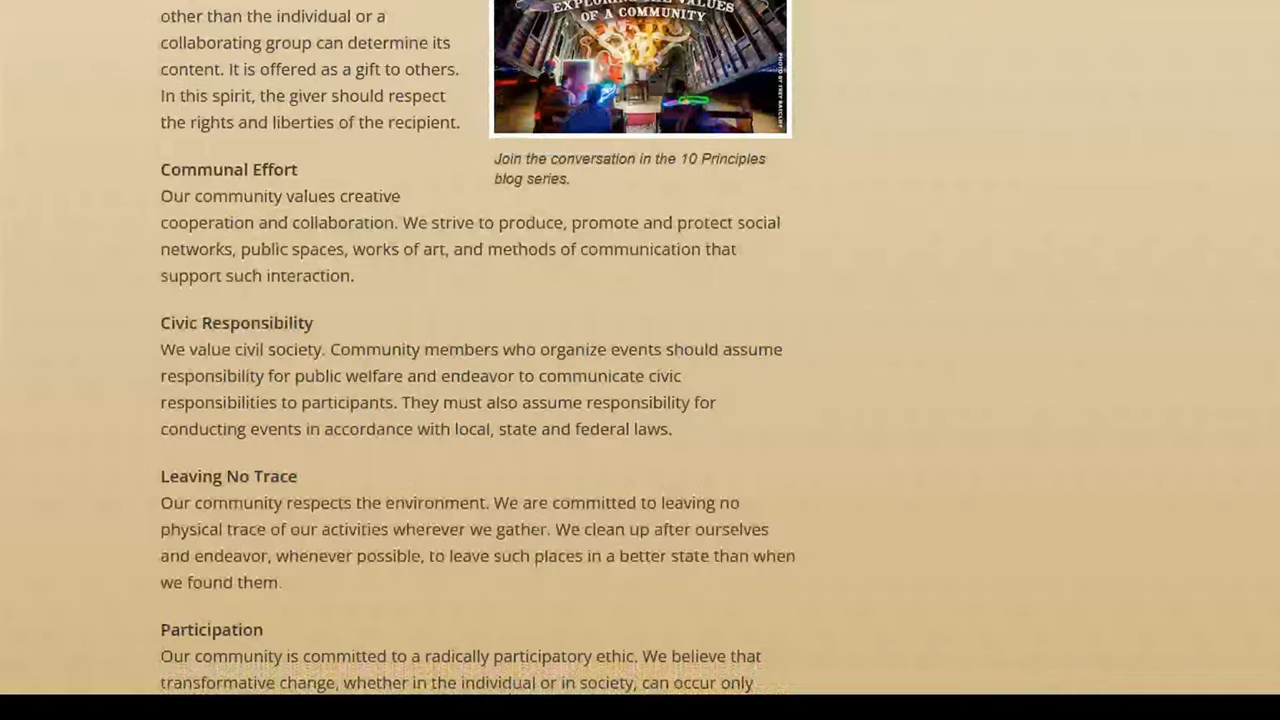 other than the individual or a
collaborating group can determine its
content. It is offered as a gift to others.
In this spirit, the giver should respect
the rights and liberties of the recipient.
EXPLORING THE VALUES
OF A COMMUNITY
PHOTO BY TREY RATCLIFF
Join the conversation in the 10 Principles
blog series.
Communal Effort
Our community values creative
cooperation and collaboration. We strive to produce, promote and protect social
networks, public spaces, works of art, and methods of communication that
support such interaction.
Civic Responsibility
We value civil society. Community members who organize events should assume
responsibility for public welfare and endeavor to communicate civic
responsibilities to participants. They must also assume responsibility for
conducting events in accordance with local, state and federal laws.
Leaving No Trace
Our community respects the environment. We are committed to leaving no
physical trace of our activities wherever we gather. We clean up after ourselves
and endeavor, whenever possible, to leave such places in a better state than when
we found them.
Participation
Our community is committed to a radically participatory ethic. We believe that
transformative change, whether in the individual or in society, can occur only